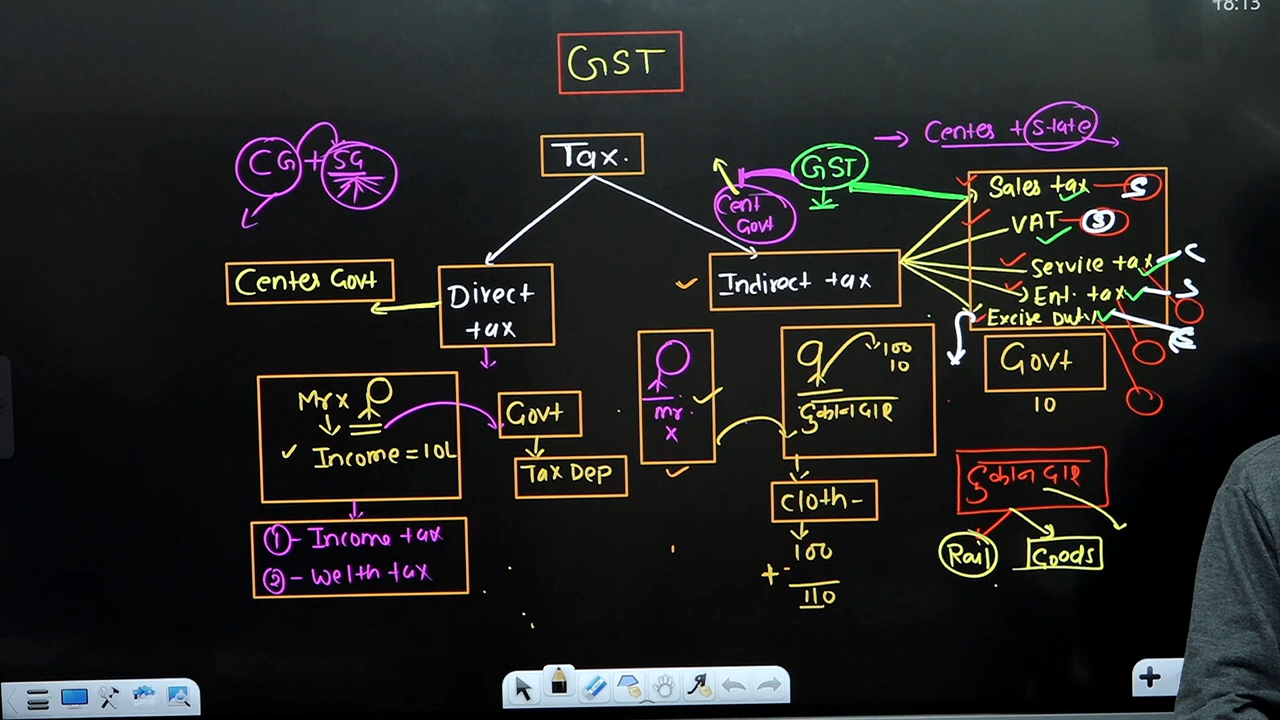 18:13
GST
→ Center + State
Tax.
CG + SG
GST
Cent
Govt
Sales tax — S
VAT — S
Service tax — C
Ent. tax — S
Excise Duty
Center Govt
Direct
tax
Indirect tax
Govt
10
Mr x
Income = 10L
Govt
Tax Dep
Mr.
X
100
10
दुकानदार
Cloth -
100
+
110
दुकानदार
Rail
Goods
① - Income tax
② - Welth tax